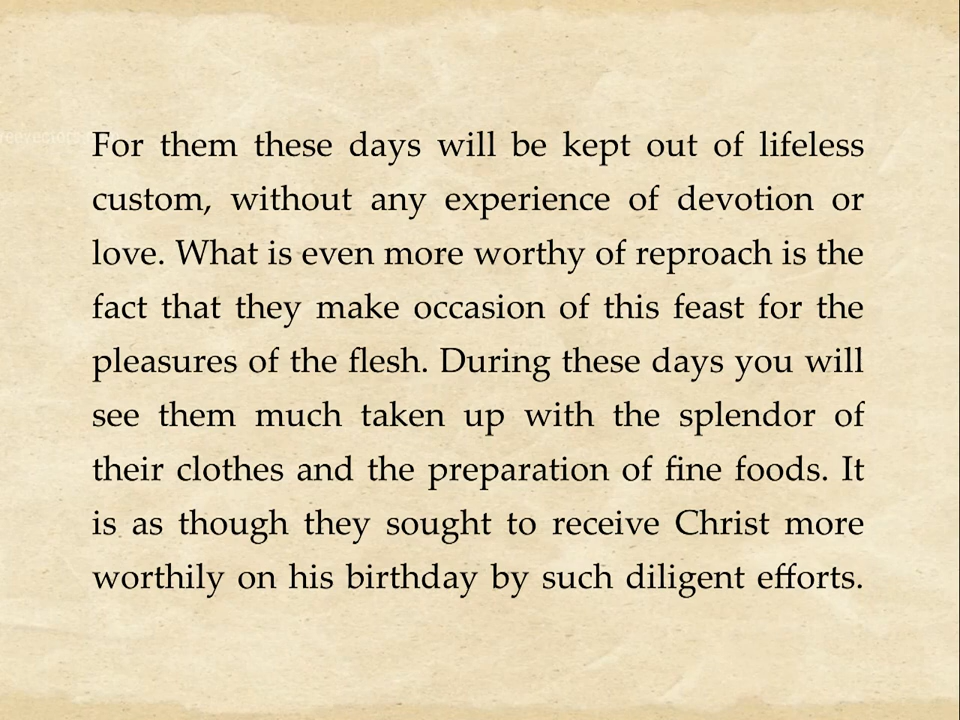 For them these days will be kept out of lifeless
custom, without any experience of devotion or
love. What is even more worthy of reproach is the
fact that they make occasion of this feast for the
pleasures of the flesh. During these days you will
see them much taken up with the splendor of
their clothes and the preparation of fine foods. It
is as though they sought to receive Christ more
worthily on his birthday by such diligent efforts.